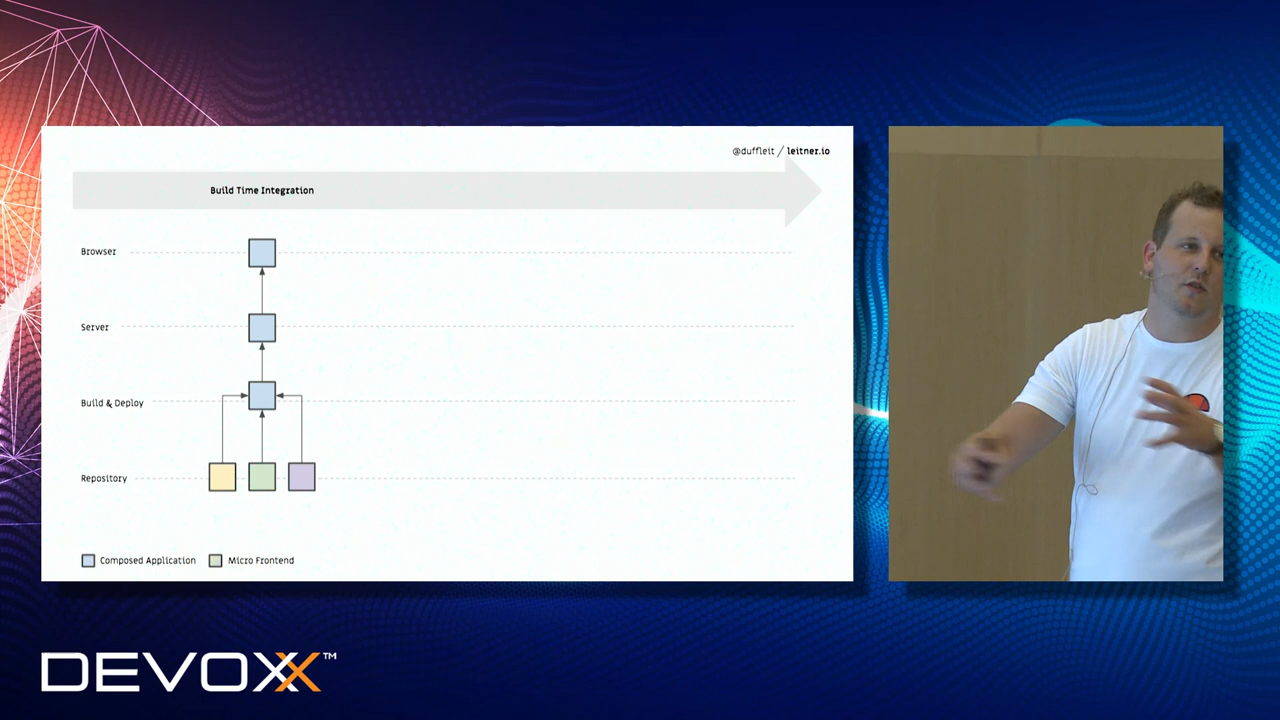 @duffleit / leitner.io
Build Time Integration
Browser
Server
Build & Deploy
Repository
Composed Application
Micro Frontend
DEVOXX™